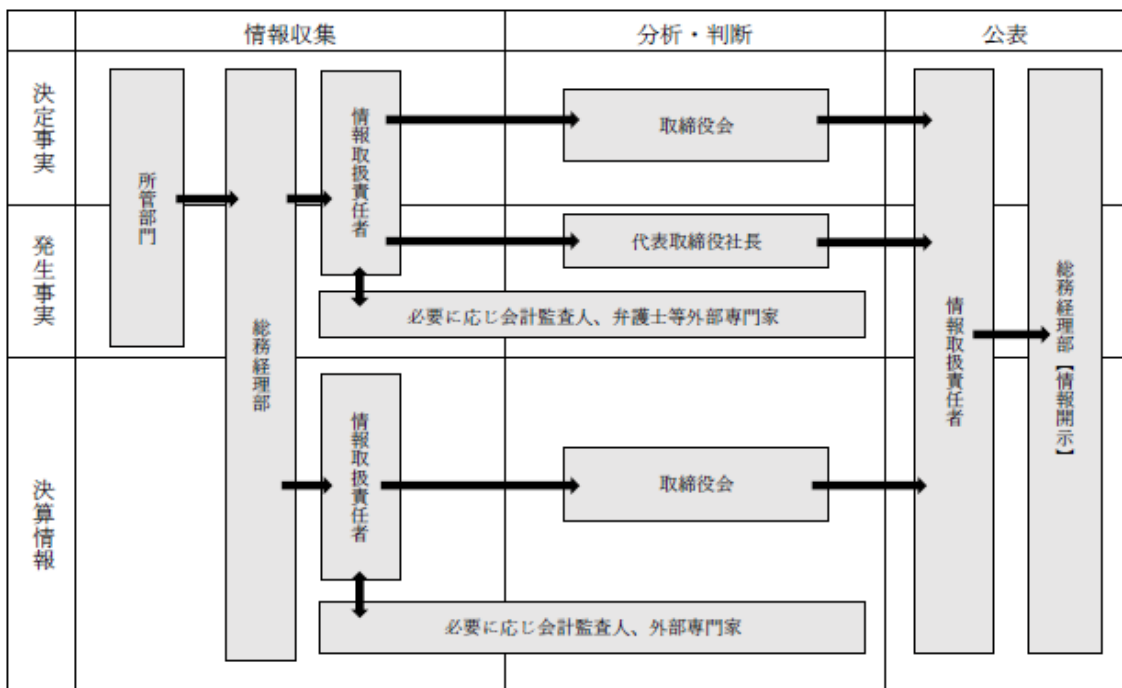 情報収集
分析・判断
公表
決定事実
所管部門
総務経理部
情報取扱責任者
取締役会
発生事実
代表取締役社長
必要に応じ会計監査人、弁護士等外部専門家
決算情報
情報取扱責任者
取締役会
必要に応じ会計監査人、外部専門家
情報取扱責任者
総務経理部【情報開示】